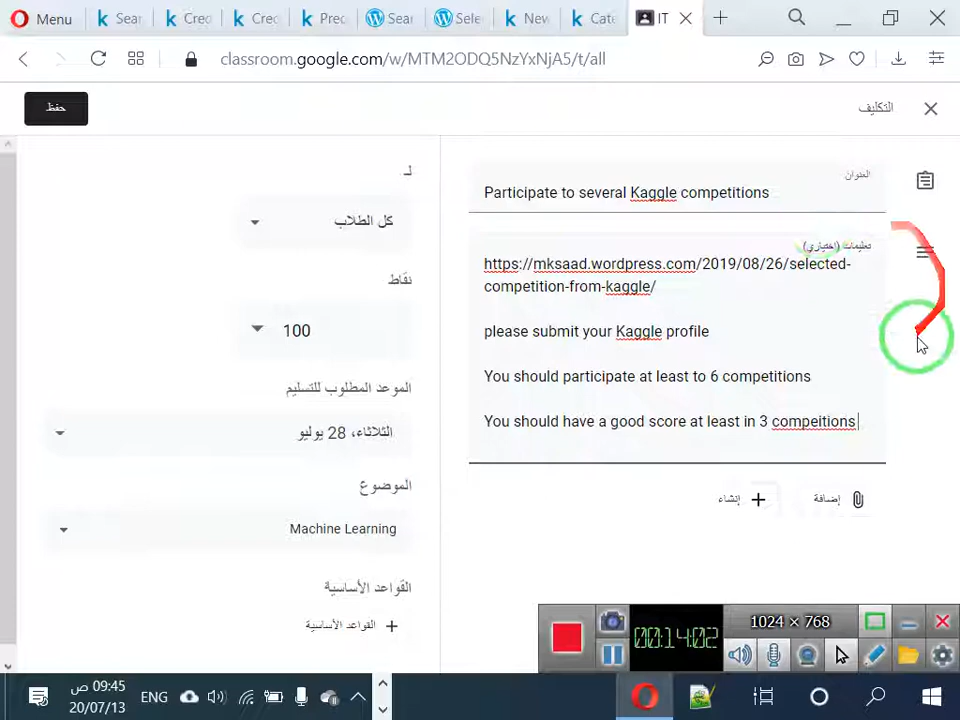 Menu
Sear
Cred
Cred
Pred
Sear
Sele
New
Cate
IT
classroom.google.com/w/MTM2ODQ5NzYxNjA5/t/all
حفظ
التكليف
العنوان
Participate to several Kaggle competitions
تعليمات (اختياري)
https://mksaad.wordpress.com/2019/08/26/selected-
competition-from-kaggle/
please submit your Kaggle profile
You should participate at least to 6 competitions
You should have a good score at least in 3 compeitions
إضافة
إنشاء
لـ
كل الطلاب
نقاط
100
الموعد المطلوب للتسليم
الثلاثاء، 28 يوليو
الموضوع
Machine Learning
القواعد الأساسية
القواعد الأساسية
00:14:02
1024 × 768
09:45 ص
20/07/13
ENG